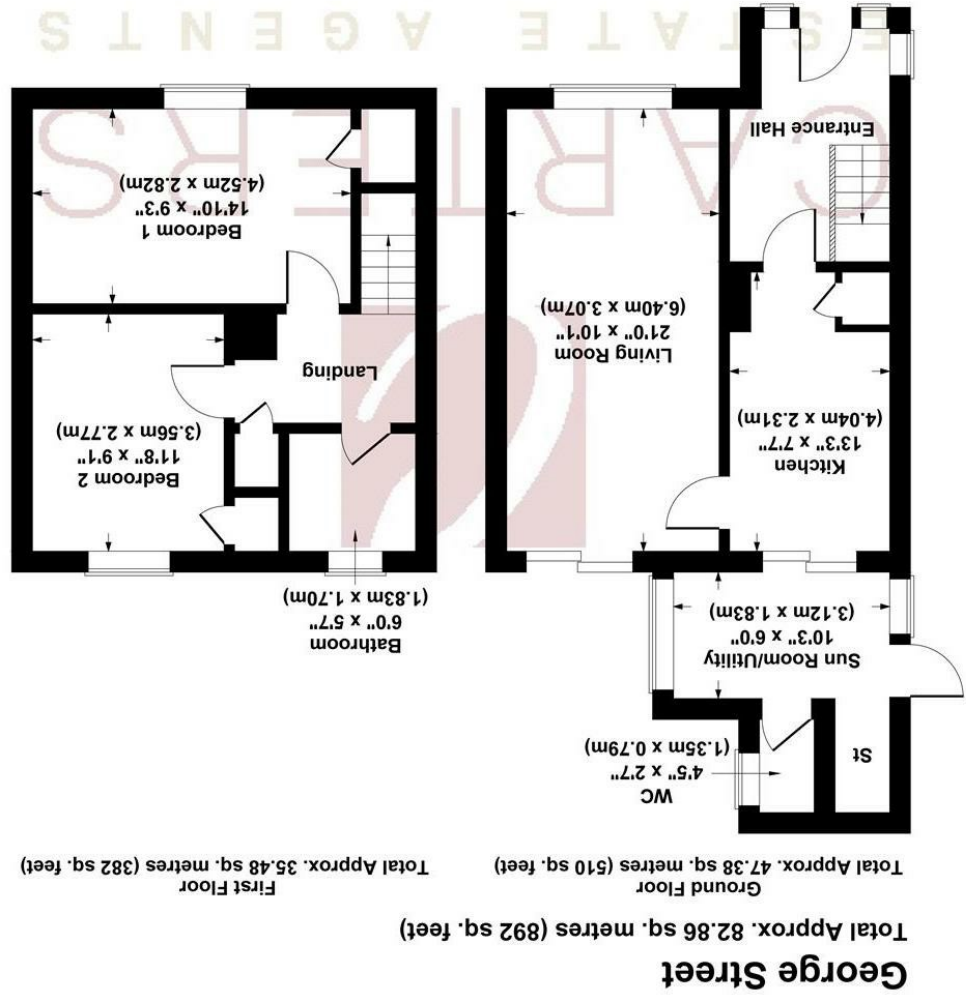 George Street
Total Approx. 82.86 sq. metres (892 sq. feet)
Ground Floor
Total Approx. 47.38 sq. metres (510 sq. feet)
First Floor
Total Approx. 35.48 sq. metres (382 sq. feet)
St
WC
4'5" x 2'7"
(1.35m x 0.79m)
Sun Room/Utility
10'3" x 6'0"
(3.12m x 1.83m)
Kitchen
13'3" x 7'7"
(4.04m x 2.31m)
Living Room
21'0" x 10'1"
(6.40m x 3.07m)
Entrance Hall
Bathroom
6'0" x 5'7"
(1.83m x 1.70m)
Bedroom 2
11'8" x 9'1"
(3.56m x 2.77m)
Landing
Bedroom 1
14'10" x 9'3"
(4.52m x 2.82m)
CARTERS
ESTATE AGENTS